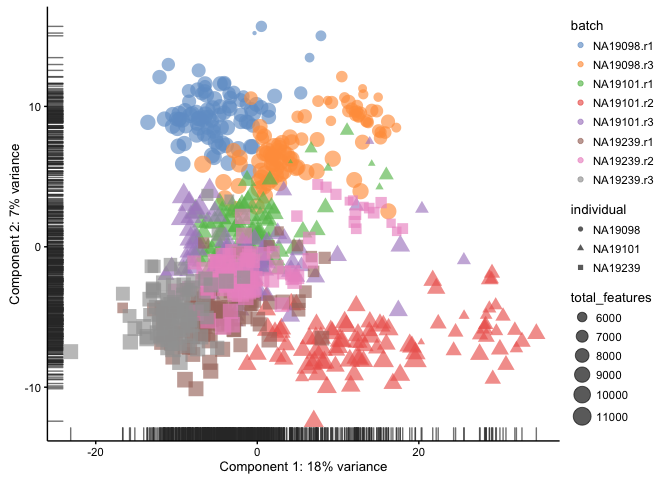 batch
NA19098.r1
NA19098.r3
NA19101.r1
NA19101.r2
NA19101.r3
NA19239.r1
NA19239.r2
NA19239.r3
individual
NA19098
NA19101
NA19239
total_features
6000
7000
8000
9000
10000
11000
Component 2: 7% variance
10
0
-10
-20
0
20
Component 1: 18% variance